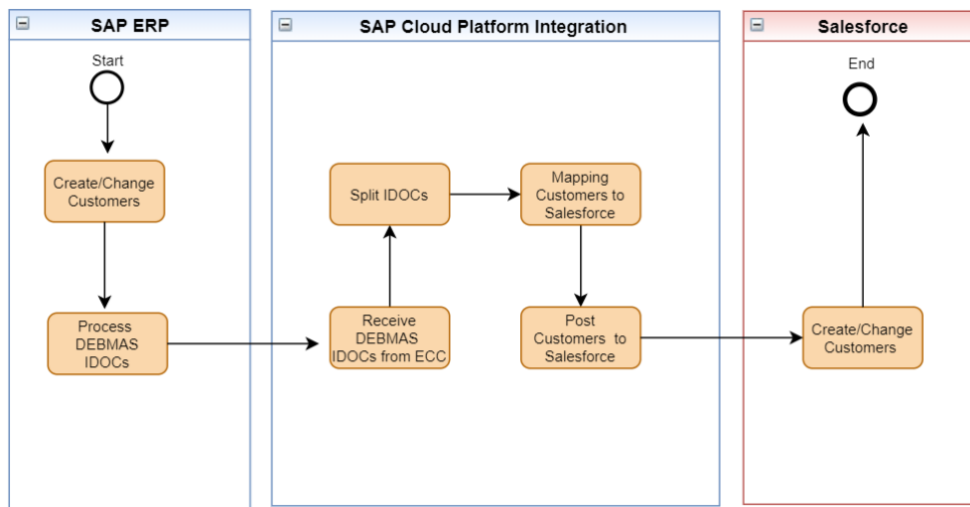 SAP ERP
Start
Create/Change
Customers
Process
DEBMAS
IDOCs
SAP Cloud Platform Integration
Split IDOCs
Mapping
Customers to
Salesforce
Receive
DEBMAS
IDOCs from ECC
Post
Customers to
Salesforce
Salesforce
End
Create/Change
Customers